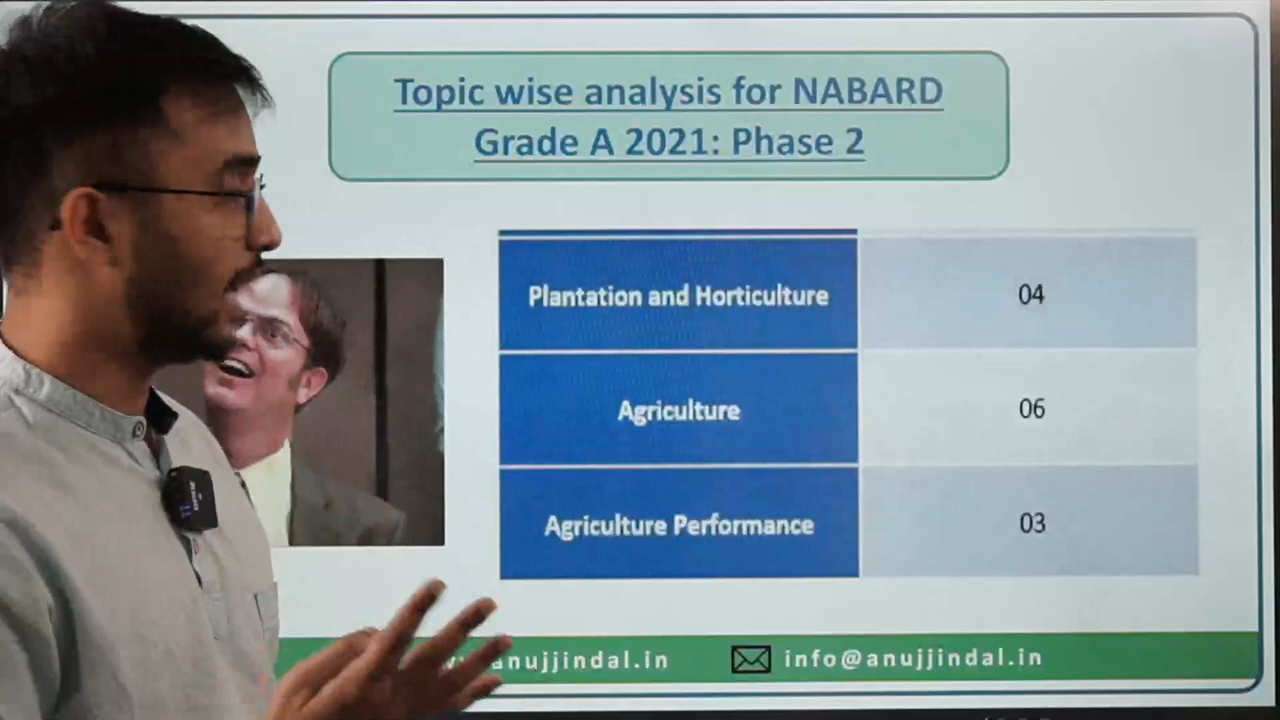 Topic wise analysis for NABARD
Grade A 2021: Phase 2
Plantation and Horticulture 04
Agriculture 06
Agriculture Performance 03
anujjindal.in info@anujjindal.in